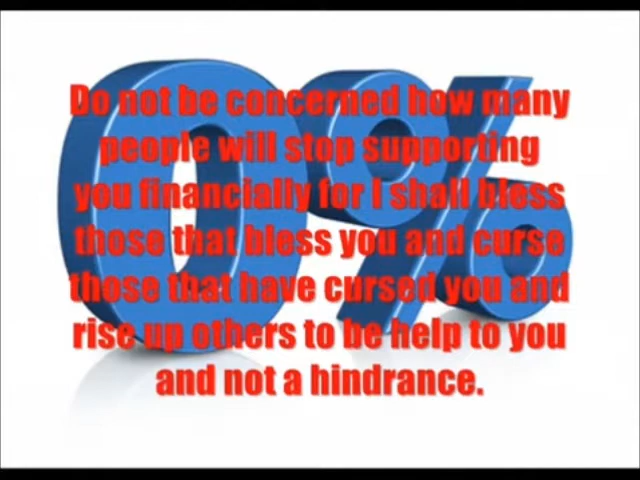 0%
Do not be concerned how many
people will stop supporting
you financially for I shall bless
those that bless you and curse
those that have cursed you and
rise up others to be help to you
and not a hindrance.